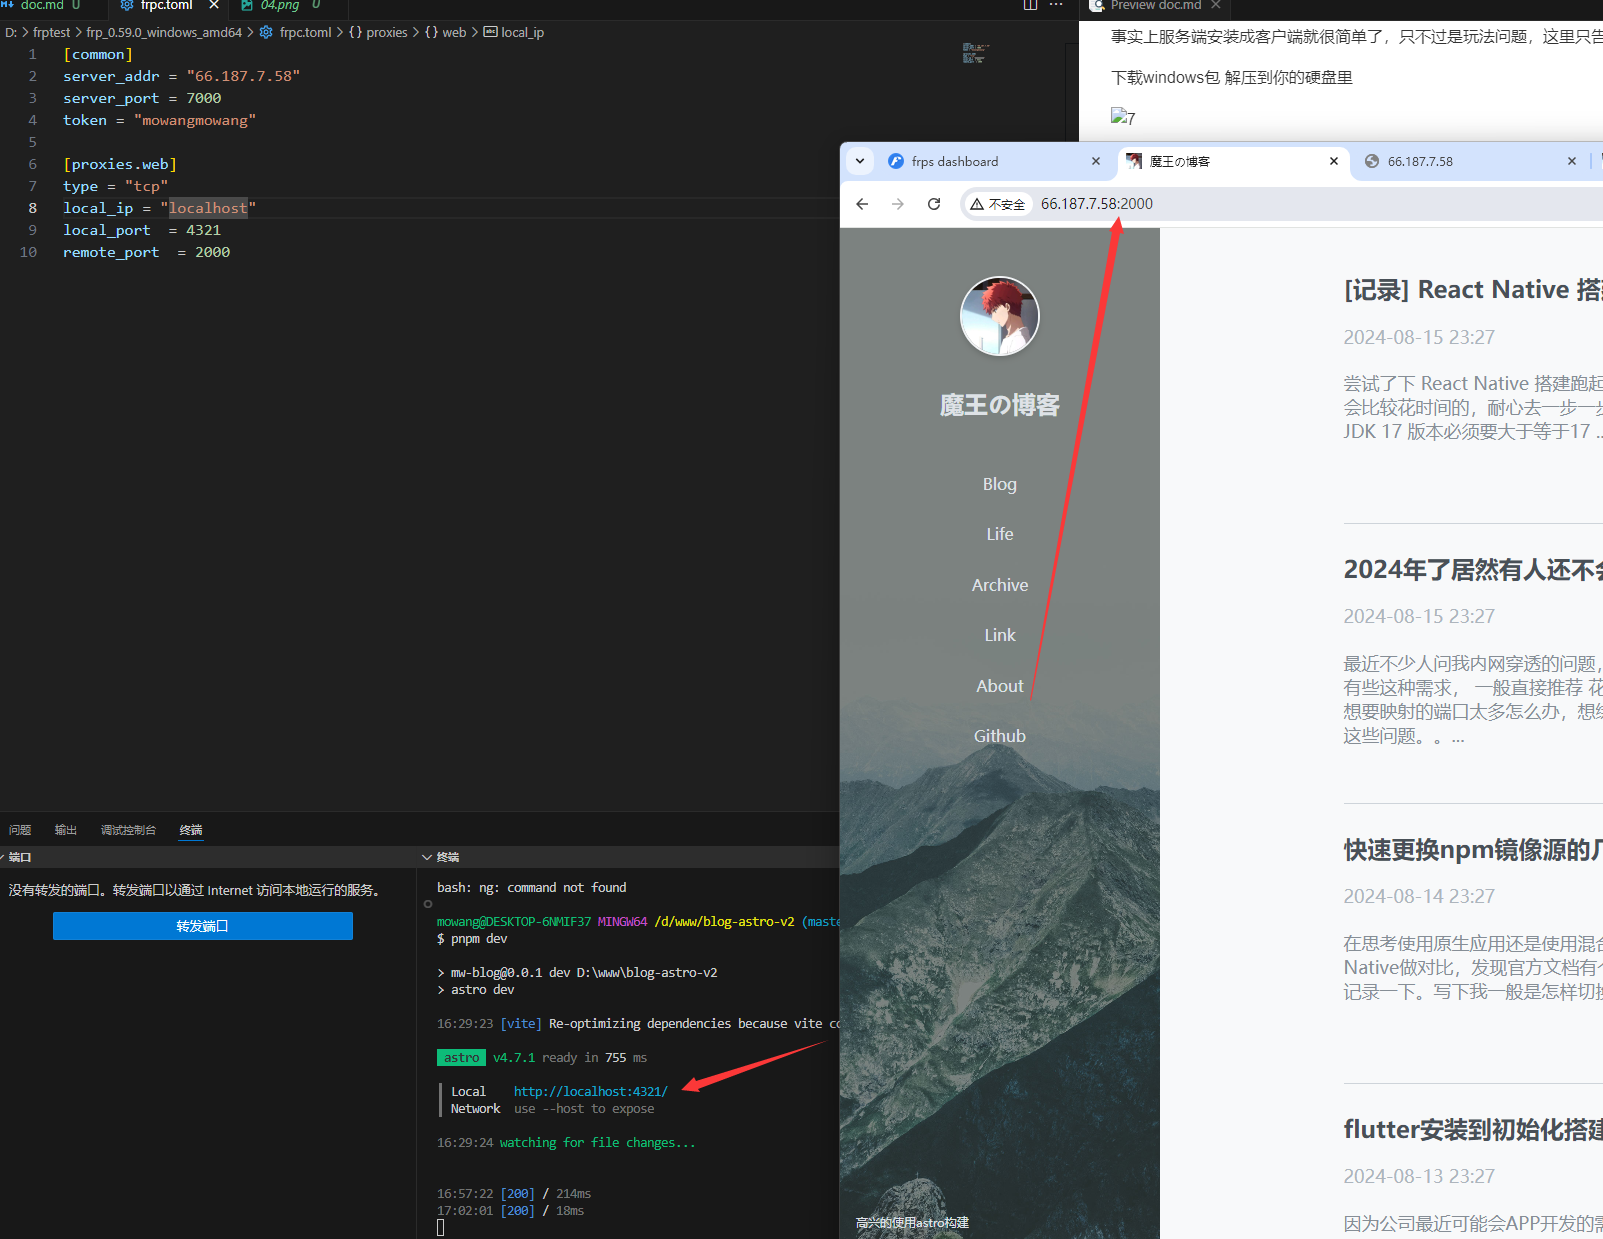 doc.md U
frpc.toml
04.png U
Preview doc.md
D: > frptest > frp_0.59.0_windows_amd64 > frpc.toml > {} proxies > {} web > local_ip
1 [common]
2 server_addr = "66.187.7.58"
3 server_port = 7000
4 token = "mowangmowang"
5
6 [proxies.web]
7 type = "tcp"
8 local_ip = "localhost"
9 local_port  = 4321
10 remote_port  = 2000
事实上服务端安装成客户端就很简单了，只不过是玩法问题，这里只告
下载windows包 解压到你的硬盘里
7
frps dashboard
魔王の博客
66.187.7.58
不安全 66.187.7.58:2000
魔王の博客
Blog
Life
Archive
Link
About
Github
高兴的使用astro构建
[记录] React Native 搭建
2024-08-15 23:27
尝试了下 React Native 搭建跑起
会比较花时间的，耐心去一步一步
JDK 17 版本必须要大于等于17 ...
2024年了居然有人还不会
2024-08-15 23:27
最近不少人问我内网穿透的问题，
有些这种需求， 一般直接推荐 花
想要映射的端口太多怎么办，想绕
这些问题。。...
快速更换npm镜像源的几
2024-08-14 23:27
在思考使用原生应用还是使用混合
Native做对比，发现官方文档有个
记录一下。写下我一般是怎样切换
flutter安装到初始化搭建
2024-08-13 23:27
因为公司最近可能会APP开发的需
问题 输出 调试控制台 终端
端口
没有转发的端口。转发端口以通过 Internet 访问本地运行的服务。
转发端口
终端
bash: ng: command not found
mowang@DESKTOP-6NMIF37 MINGW64 /d/www/blog-astro-v2 (maste
$ pnpm dev
> mw-blog@0.0.1 dev D:\www\blog-astro-v2
> astro dev
16:29:23 [vite] Re-optimizing dependencies because vite co
astro v4.7.1 ready in 755 ms
Local http://localhost:4321/
Network use --host to expose
16:29:24 watching for file changes...
16:57:22 [200] / 214ms
17:02:01 [200] / 18ms